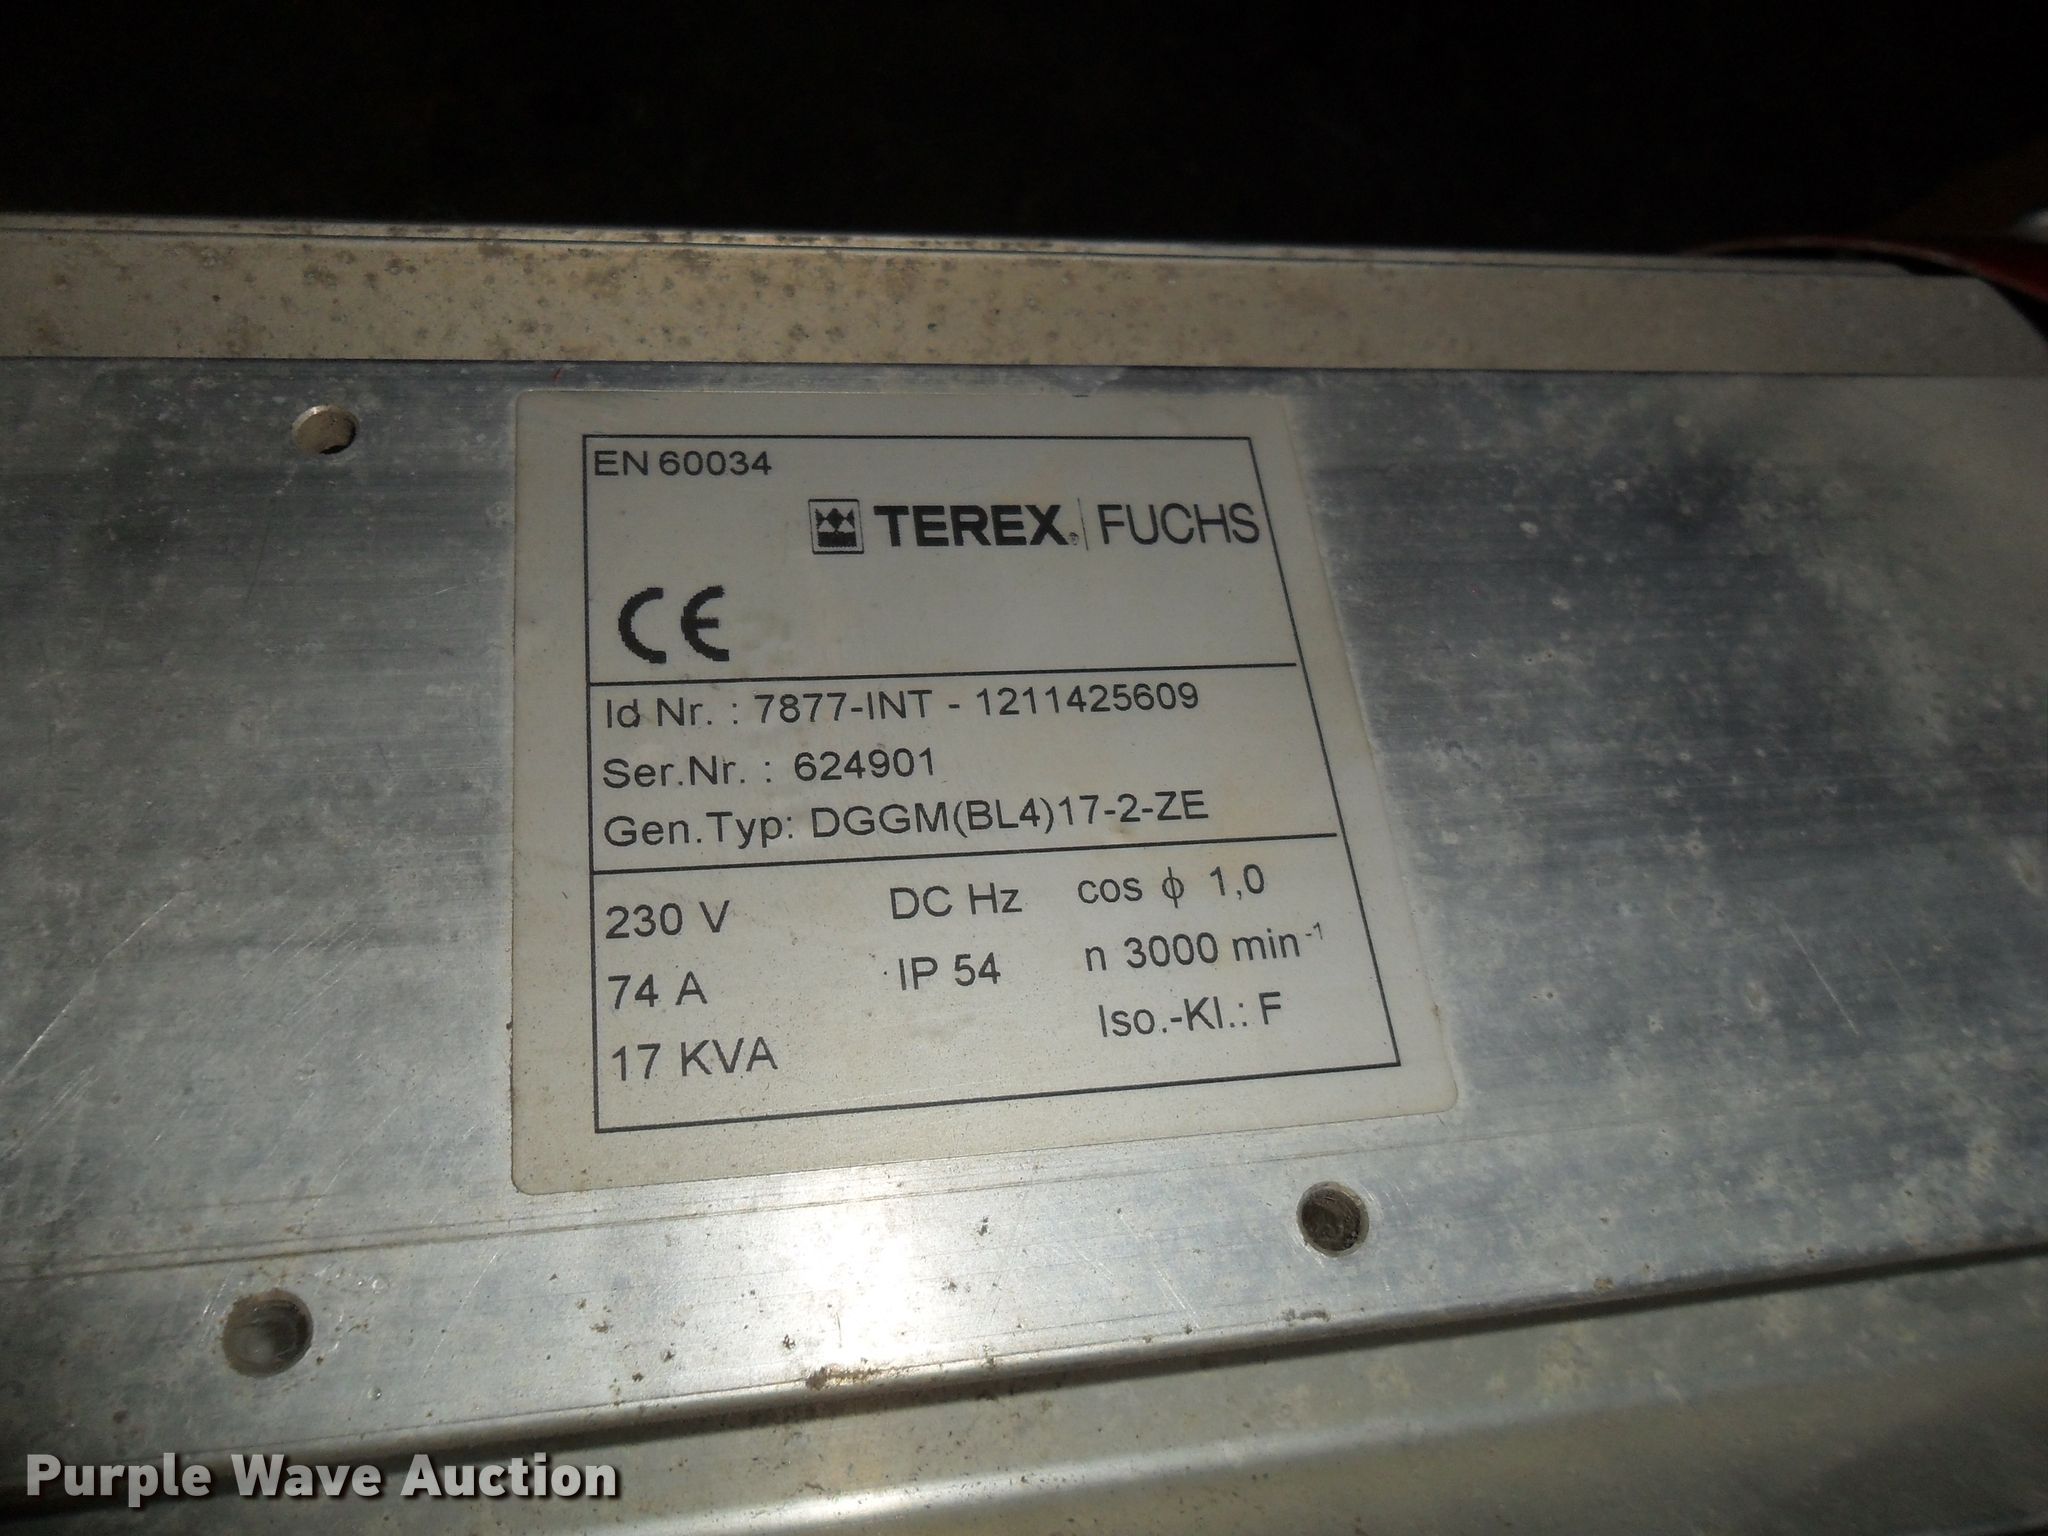 EN 60034
TEREX | FUCHS
CE
Id Nr. : 7877-INT - 1211425609
Ser.Nr. : 624901
Gen.Typ: DGGM(BL4)17-2-ZE
230 V DC Hz cos ϕ 1,0
74 A IP 54 n 3000 min⁻¹
17 KVA Iso.-Kl.: F
Purple Wave Auction